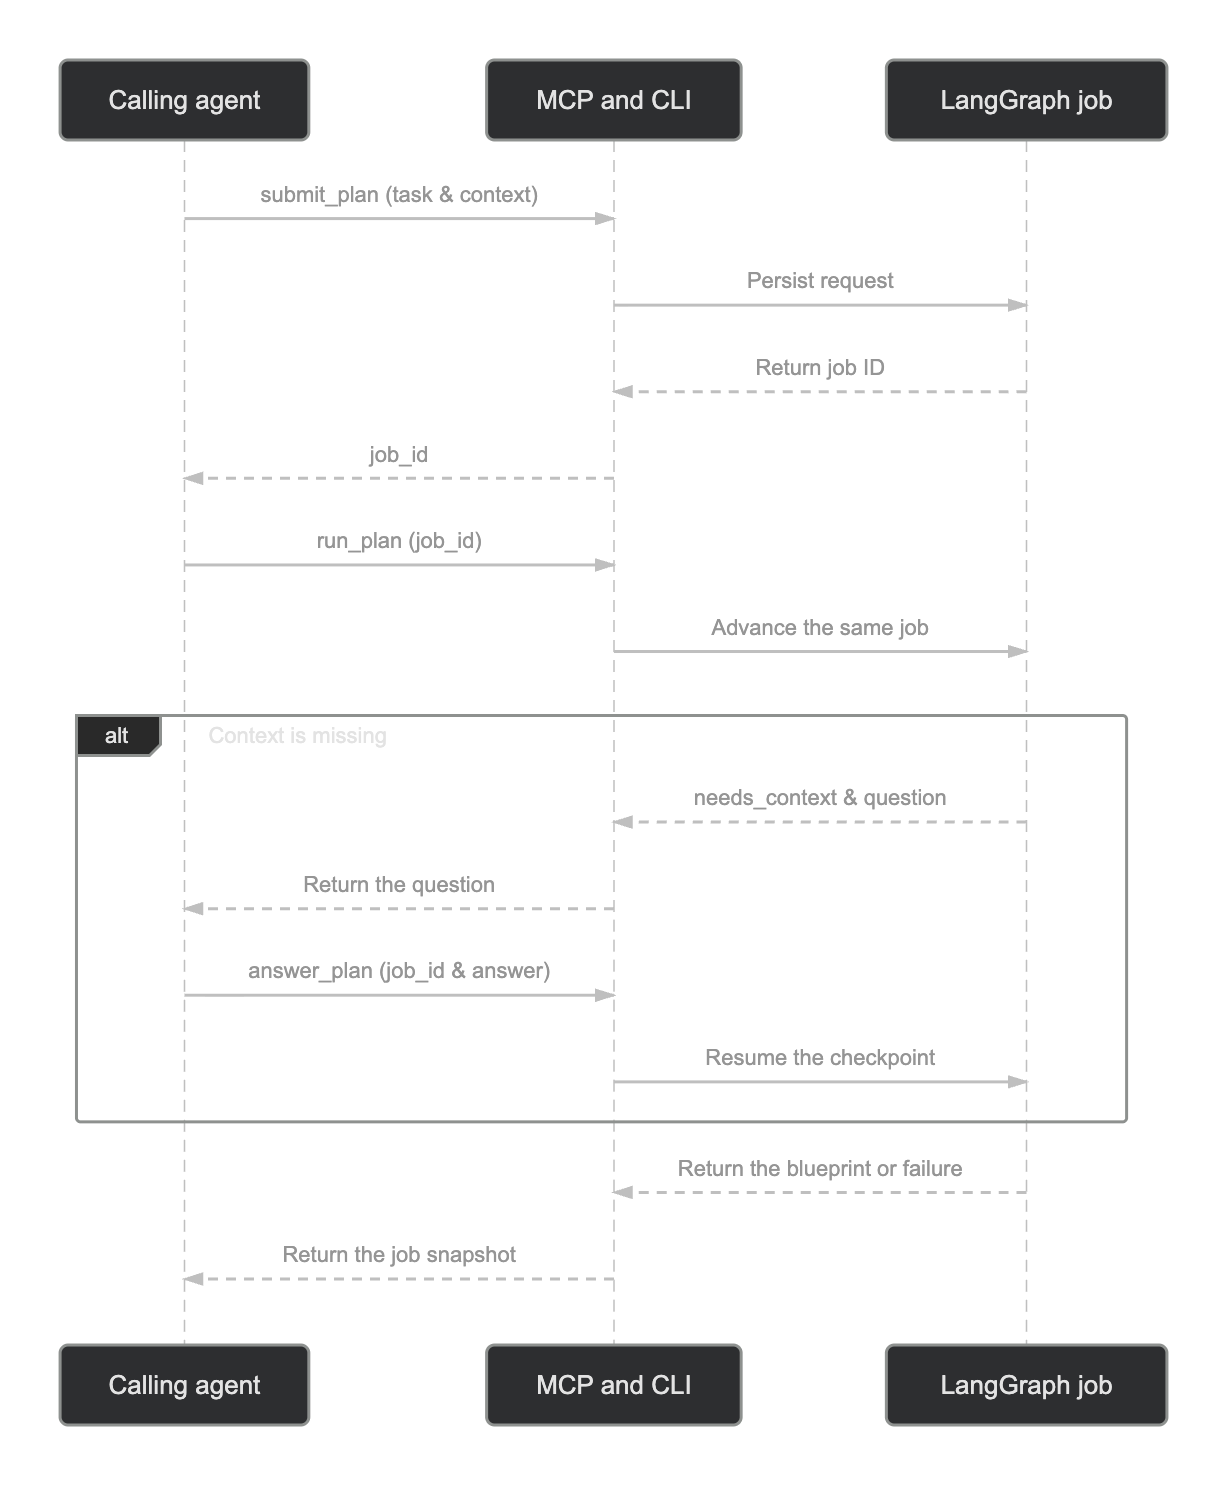 Calling agent
MCP and CLI
LangGraph job
submit_plan (task & context)
Persist request
Return job ID
job_id
run_plan (job_id)
Advance the same job
alt
Context is missing
needs_context & question
Return the question
answer_plan (job_id & answer)
Resume the checkpoint
Return the blueprint or failure
Return the job snapshot
Calling agent
MCP and CLI
LangGraph job